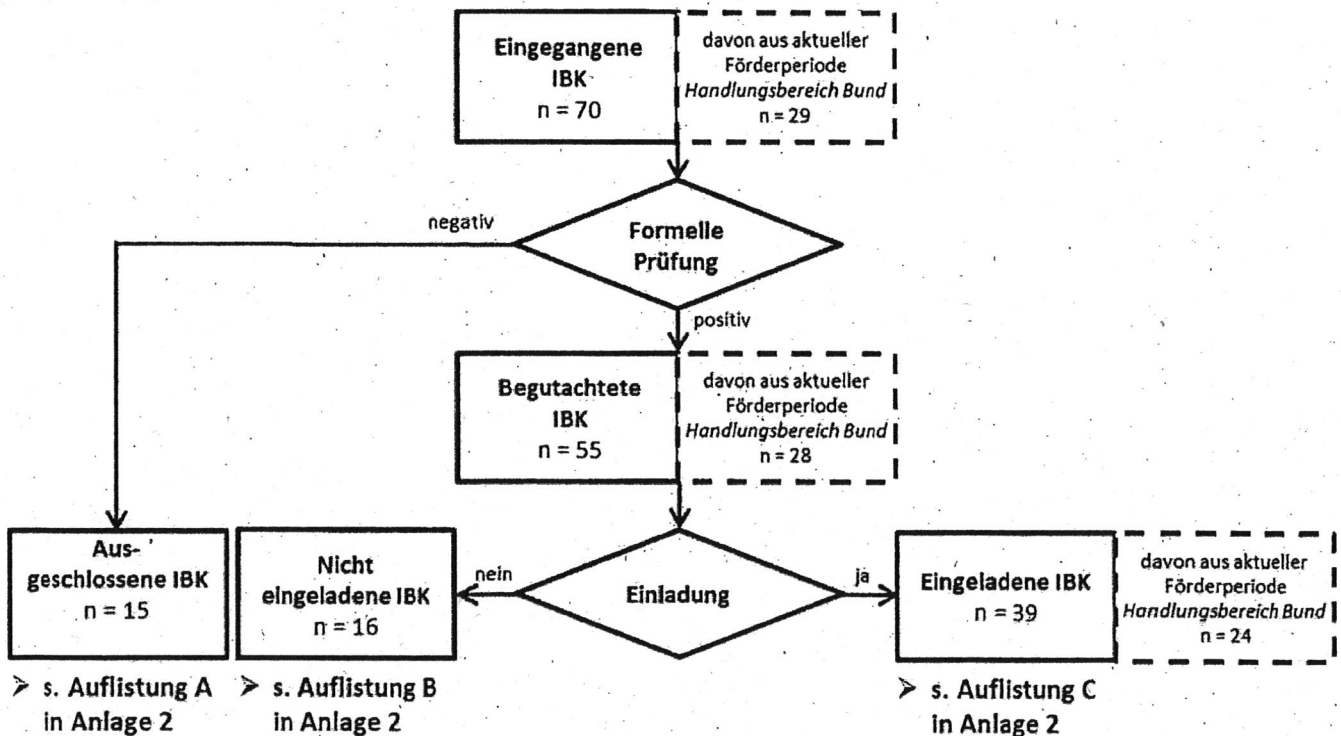 Eingegangene
IBK
n = 70
davon aus aktueller
Förderperiode
Handlungsbereich Bund
n = 29
negativ
Formelle
Prüfung
positiv
Begutachtete
IBK
n = 55
davon aus aktueller
Förderperiode
Handlungsbereich Bund
n = 28
Aus-
geschlossene IBK
n = 15
Nicht
eingeladene IBK
n = 16
nein
Einladung
ja
Eingeladene IBK
n = 39
davon aus aktueller
Förderperiode
Handlungsbereich Bund
n = 24
➢ s. Auflistung A
in Anlage 2
➢ s. Auflistung B
in Anlage 2
➢ s. Auflistung C
in Anlage 2